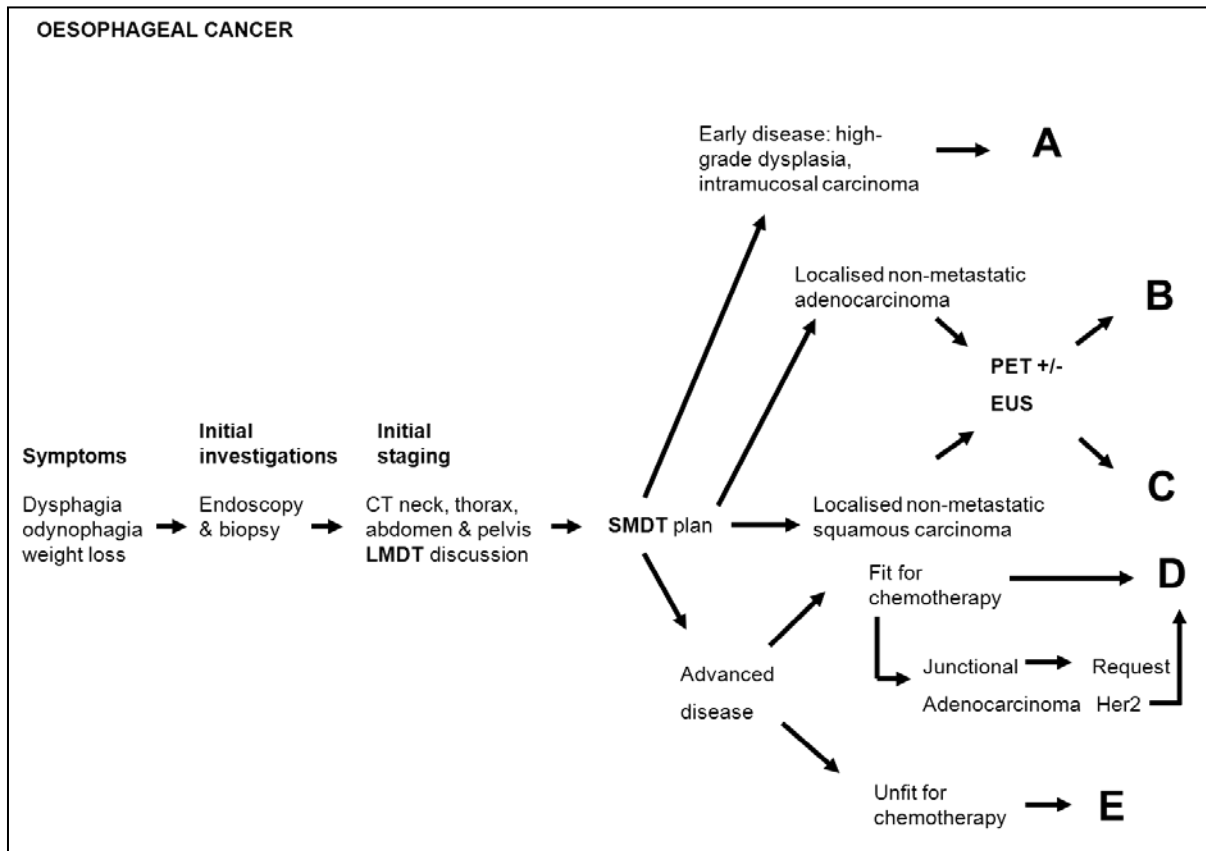 OESOPHAGEAL CANCER
Early disease: high-
grade dysplasia,
intramucosal carcinoma
A
Localised non-metastatic
adenocarcinoma
B
PET +/-
EUS
Symptoms
Dysphagia
odynophagia
weight loss
Initial
investigations
Endoscopy
& biopsy
Initial
staging
CT neck, thorax,
abdomen & pelvis
LMDT discussion
SMDT plan
Localised non-metastatic
squamous carcinoma
C
Fit for
chemotherapy
D
Junctional
Adenocarcinoma
Request
Her2
Advanced
disease
Unfit for
chemotherapy
E